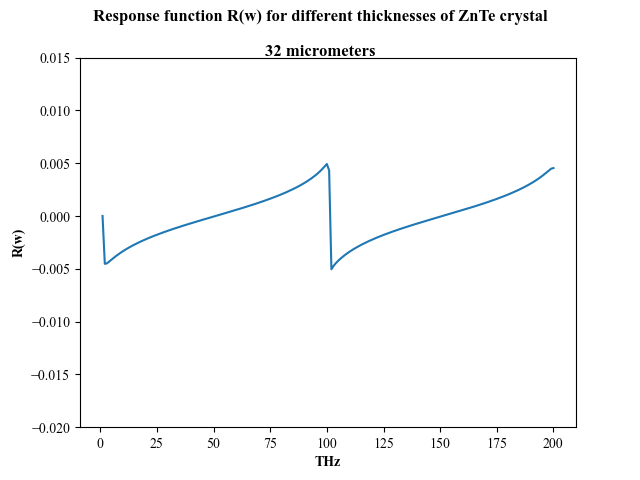 Response function R(w) for different thicknesses of ZnTe crystal
32 micrometers
0.015
0.010
0.005
0.000
−0.005
−0.010
−0.015
−0.020
R(w)
0 25 50 75 100 125 150 175 200
THz